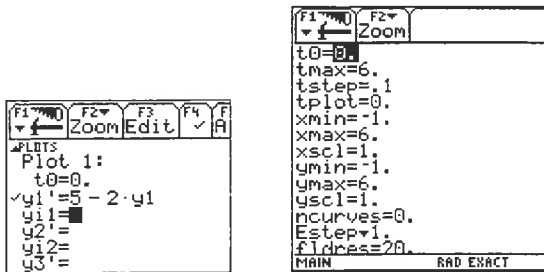 F1 F2▾ F3 F4 F
Zoom Edit ✓ A
PLOTS
Plot 1:
t0=0.
✓y1'=5 - 2·y1
yi1=
y2'=
yi2=
y3'=
F1 F2▾
Zoom
t0=0.
tmax=6.
tstep=.1
tplot=0.
xmin=-1.
xmax=6.
xscl=1.
ymin=-1.
ymax=6.
yscl=1.
ncurves=0.
Estep▾1.
fldres=20.
MAIN RAD EXACT